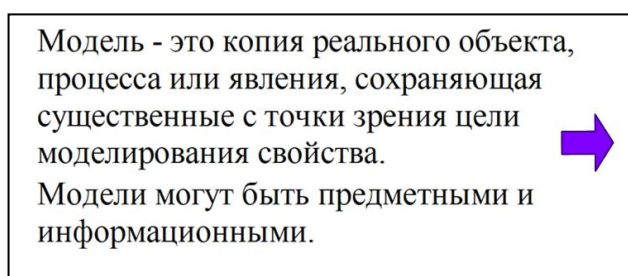 Модель - это копия реального объекта,
процесса или явления, сохраняющая
существенные с точки зрения цели
моделирования свойства.
Модели могут быть предметными и
информационными.